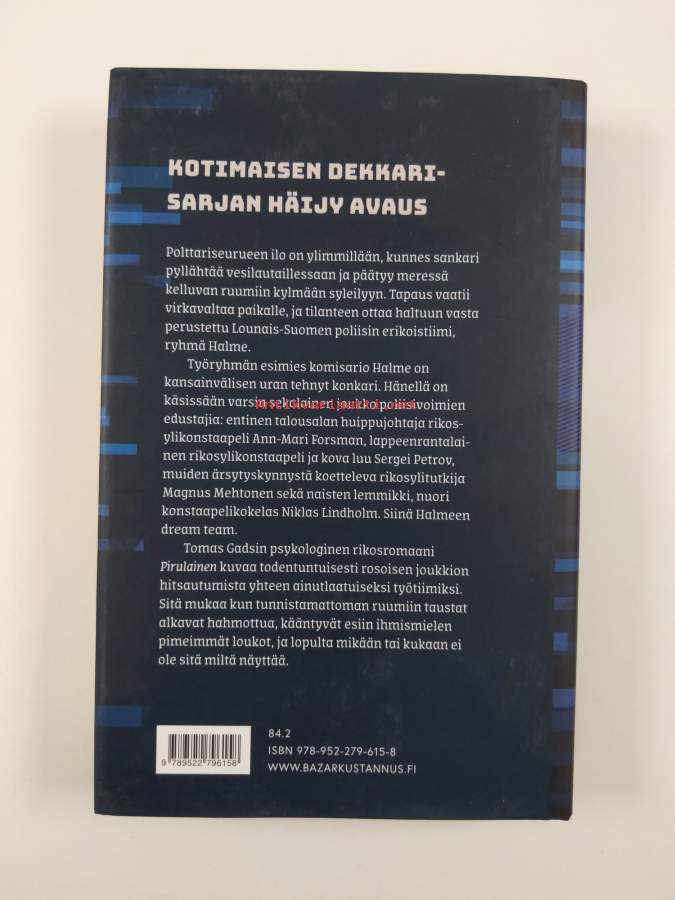 KOTIMAISEN DEKKARI-
SARJAN HÄIJY AVAUS
Polttariseurueen ilo on ylimmillään, kunnes sankari
pyllähtää vesilautaillessaan ja päätyy meressä
kelluvan ruumiin kylmään syleilyyn. Tapaus vaatii
virkavaltaa paikalle, ja tilanteen ottaa haltuun vasta
perustettu Lounais-Suomen poliisin erikoistiimi,
ryhmä Halme.
Työryhmän esimies komisario Halme on
kansainvälisen uran tehnyt konkari. Hänellä on
käsissään varsin sekalainen joukko poliisivoimien
edustajia: entinen talousalan huippujohtaja rikos-
ylikonstaapeli Ann-Mari Forsman, lappeenrantalai-
nen rikosylikonstaapeli ja kova luu Sergei Petrov,
muiden ärsytyskynnystä koetteleva rikosylitutkija
Magnus Mehtonen sekä naisten lemmikki, nuori
konstaapelikokelas Niklas Lindholm. Siinä Halmeen
dream team.
Tomas Gadsin psykologinen rikosromaani
Pirulainen kuvaa todentuntuisesti rosoisen joukkion
hitsautumista yhteen ainutlaatuiseksi työtiimiksi.
Sitä mukaa kun tunnistamattoman ruumiin taustat
alkavat hahmottua, kääntyvät esiin ihmismielen
pimeimmät loukot, ja lopulta mikään tai kukaan ei
ole sitä miltä näyttää.
84.2
ISBN 978-952-279-615-8
WWW.BAZARKUSTANNUS.FI
9 789522 796158